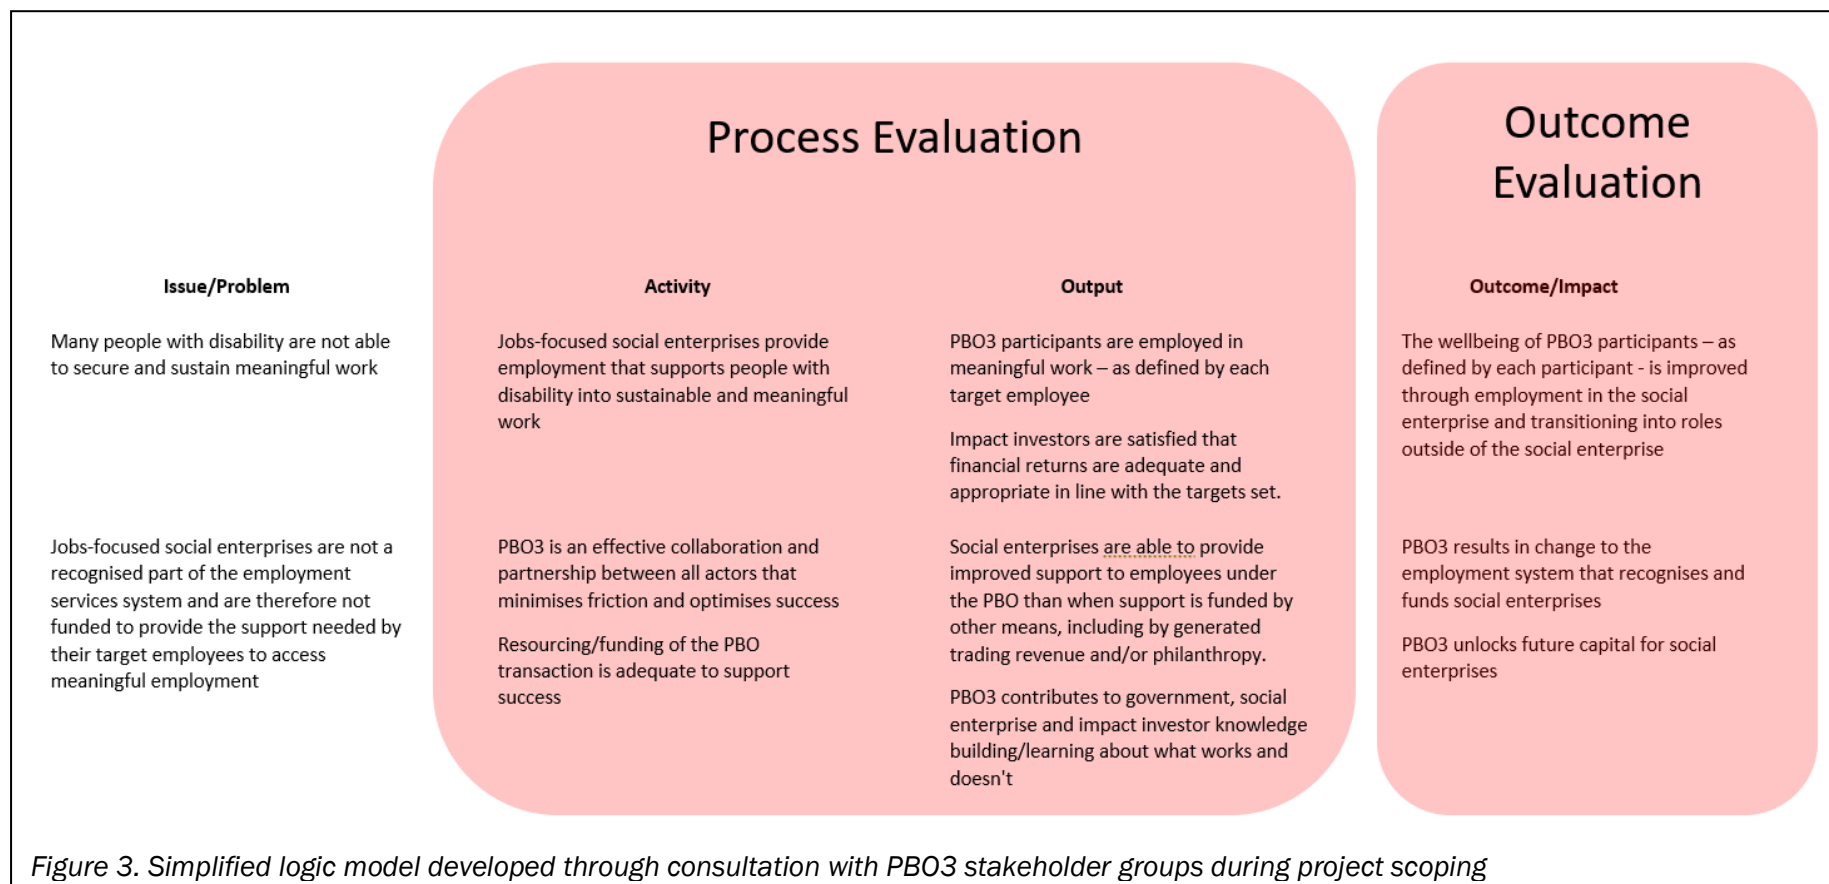 Process Evaluation
Outcome
Evaluation
Issue/Problem
Activity
Output
Outcome/Impact
Many people with disability are not able
to secure and sustain meaningful work
Jobs-focused social enterprises provide
employment that supports people with
disability into sustainable and meaningful
work
PBO3 participants are employed in
meaningful work – as defined by each
target employee
Impact investors are satisfied that
financial returns are adequate and
appropriate in line with the targets set.
The wellbeing of PBO3 participants – as
defined by each participant - is improved
through employment in the social
enterprise and transitioning into roles
outside of the social enterprise
Jobs-focused social enterprises are not a
recognised part of the employment
services system and are therefore not
funded to provide the support needed by
their target employees to access
meaningful employment
PBO3 is an effective collaboration and
partnership between all actors that
minimises friction and optimises success
Resourcing/funding of the PBO
transaction is adequate to support
success
Social enterprises are able to provide
improved support to employees under
the PBO than when support is funded by
other means, including by generated
trading revenue and/or philanthropy.
PBO3 contributes to government, social
enterprise and impact investor knowledge
building/learning about what works and
doesn't
PBO3 results in change to the
employment system that recognises and
funds social enterprises
PBO3 unlocks future capital for social
enterprises
Figure 3. Simplified logic model developed through consultation with PBO3 stakeholder groups during project scoping